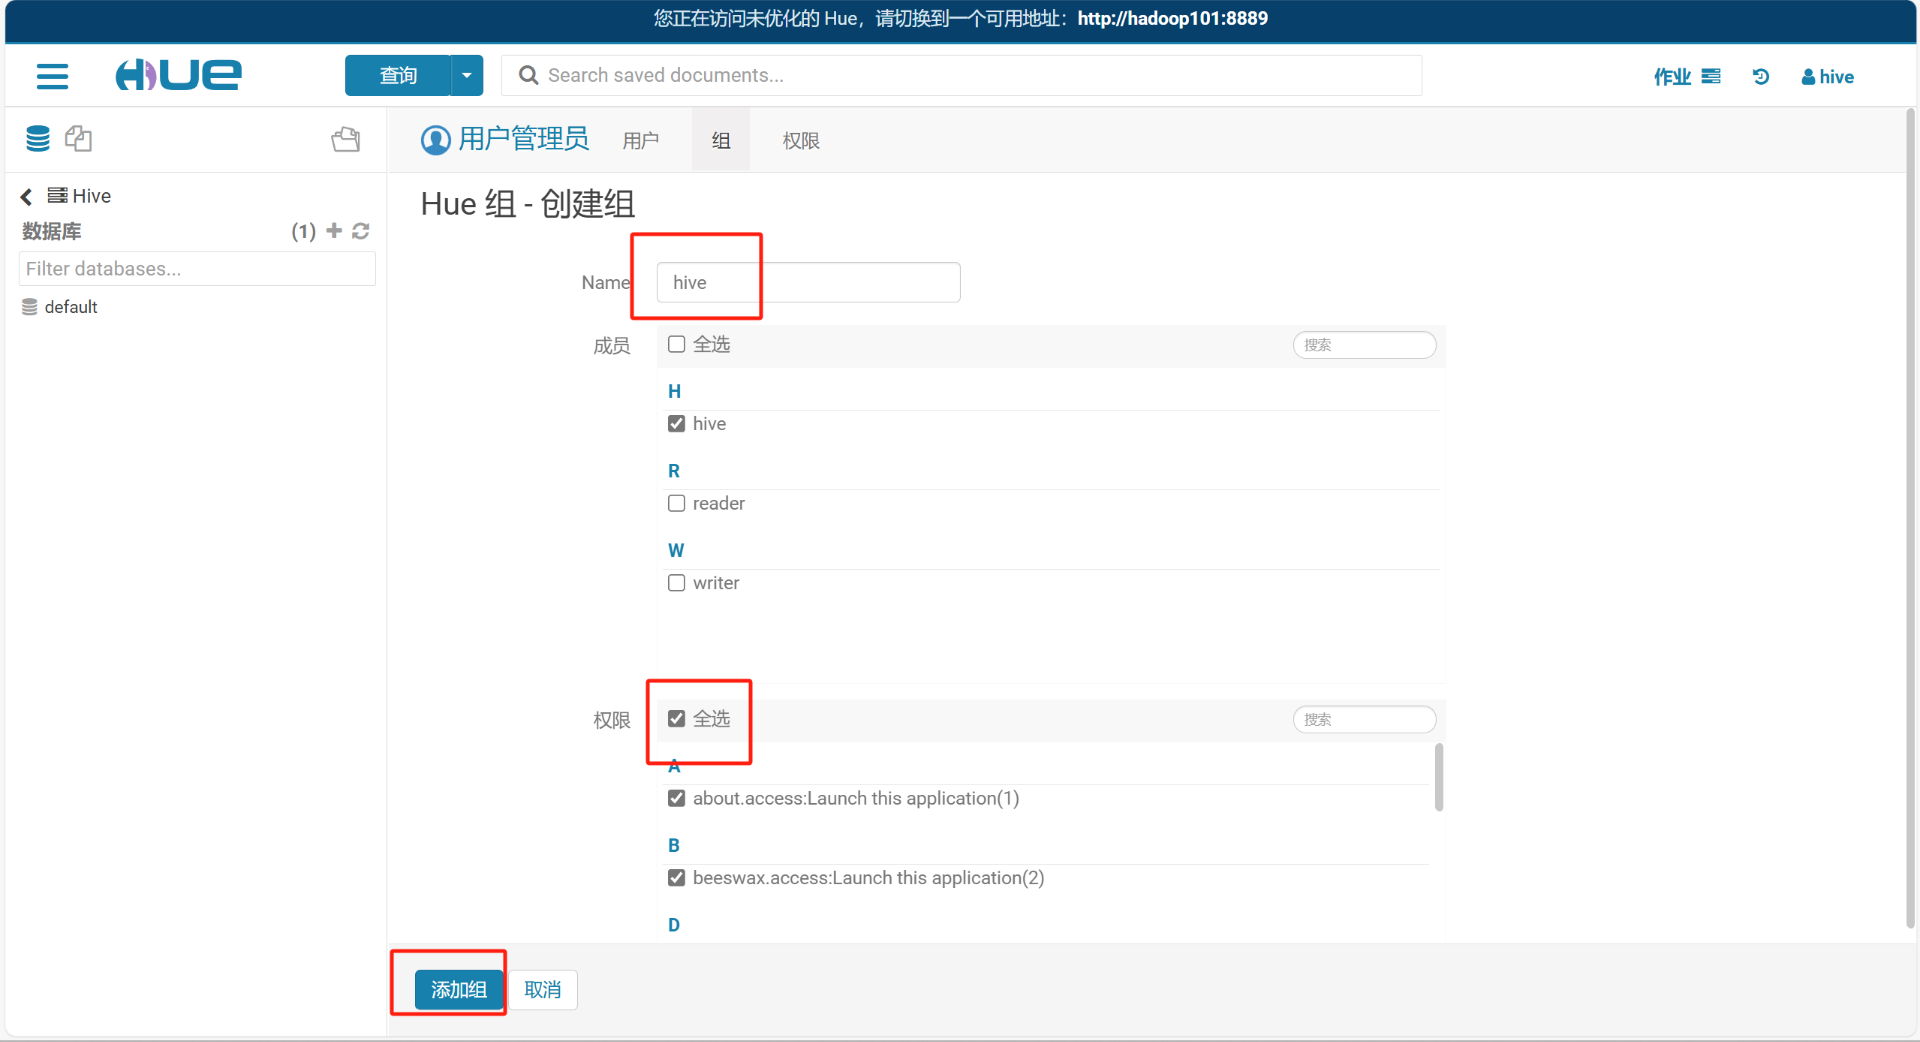 您正在访问未优化的 Hue，请切换到一个可用地址：http://hadoop101:8889
HUE 查询 Search saved documents... 作业 hive
用户管理员 用户 组 权限
Hive
数据库 (1)
Filter databases...
default
Hue 组 - 创建组
Name hive
成员 全选 搜索
H
hive
R
reader
W
writer
权限 全选 搜索
A
about.access:Launch this application(1)
B
beeswax.access:Launch this application(2)
D
添加组 取消